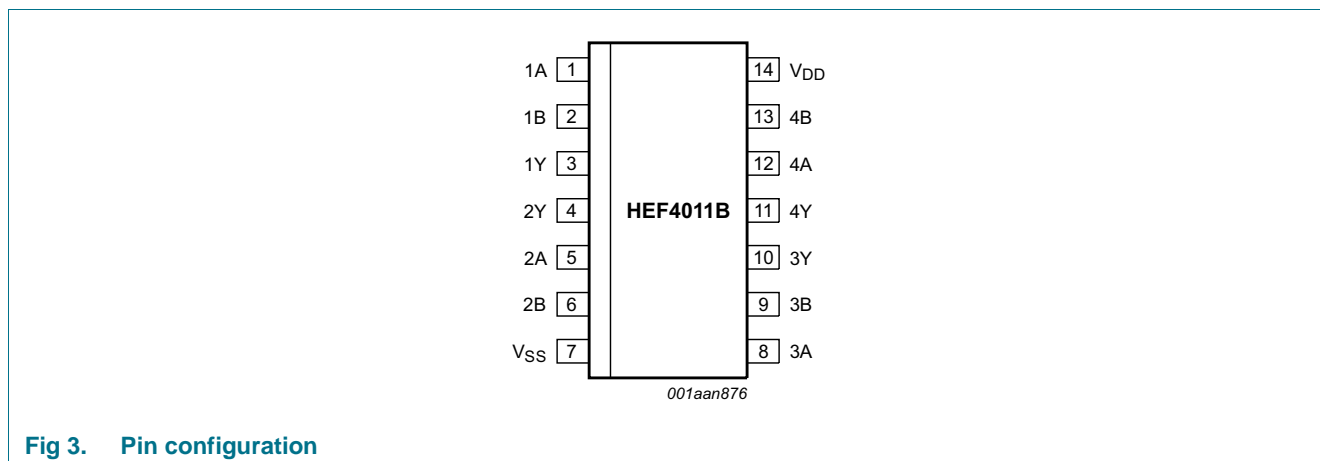 1A 1 14 VDD
1B 2 13 4B
1Y 3 12 4A
2Y 4 HEF4011B 11 4Y
2A 5 10 3Y
2B 6 9 3B
VSS 7 8 3A
001aan876
Fig 3. Pin configuration